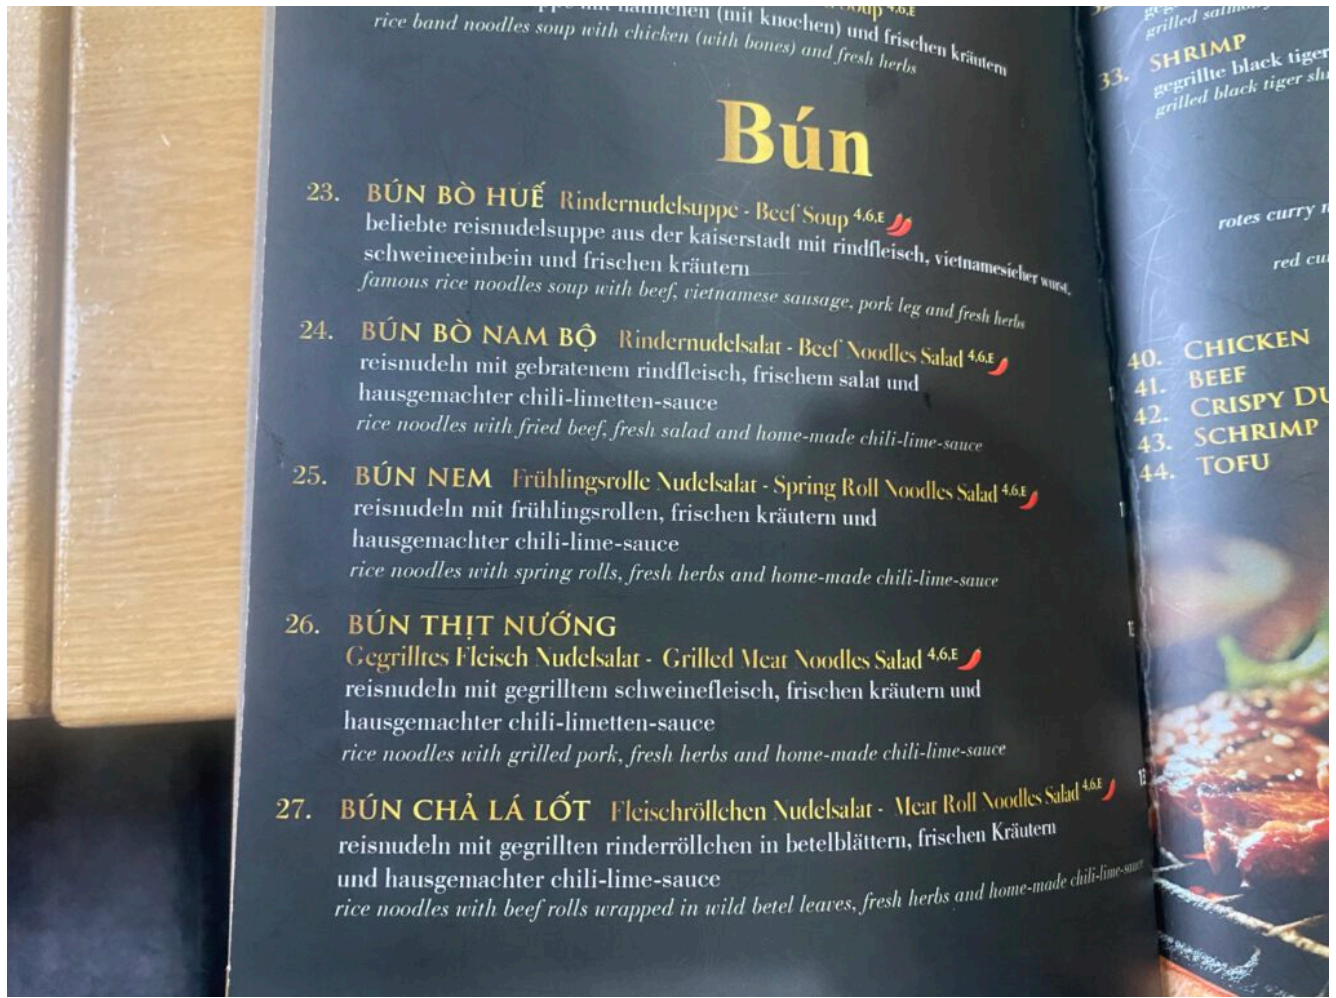 (mit knochen) und frischen kräutern
rice band noodles soup with chicken (with bones) and fresh herbs
Bún
23. BÚN BÒ HUẾ Rindernudelsuppe - Beef Soup 4,6,E
beliebte reisnudelsuppe aus der kaiserstadt mit rindfleisch, vietnamesicher wurst,
schweineeinbein und frischen kräutern
famous rice noodles soup with beef, vietnamese sausage, pork leg and fresh herbs
24. BÚN BÒ NAM BỘ Rindernudelsalat - Beef Noodles Salad 4,6,E
reisnudeln mit gebratenem rindfleisch, frischem salat und
hausgemachter chili-limetten-sauce
rice noodles with fried beef, fresh salad and home-made chili-lime-sauce
25. BÚN NEM Frühlingsrolle Nudelsalat - Spring Roll Noodles Salad 4,6,E
reisnudeln mit frühlingsrollen, frischen kräutern und
hausgemachter chili-lime-sauce
rice noodles with spring rolls, fresh herbs and home-made chili-lime-sauce
26. BÚN THỊT NƯỚNG
Gegrilltes Fleisch Nudelsalat - Grilled Meat Noodles Salad 4,6,E
reisnudeln mit gegrilltem schweinefleisch, frischen kräutern und
hausgemachter chili-limetten-sauce
rice noodles with grilled pork, fresh herbs and home-made chili-lime-sauce
27. BÚN CHẢ LÁ LỐT Fleischröllchen Nudelsalat - Meat Roll Noodles Salad 4,6,E
reisnudeln mit gegrillten rinderröllchen in betelblättern, frischen Kräutern
und hausgemachter chili-lime-sauce
rice noodles with beef rolls wrapped in wild betel leaves, fresh herbs and home-made chili-lime-sauce
grilled
33. SHRIMP
gegrillte black tiger
grilled black tiger
rotes curry
red
40. CHICKEN
41. BEEF
42. CRISPY
43. SCHRIMP
44. TOFU